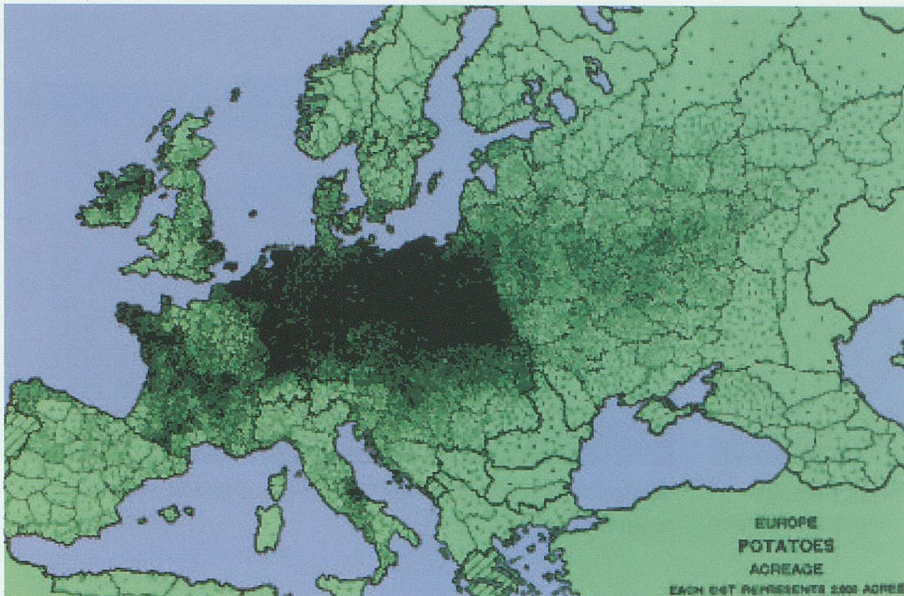 EUROPE
POTATOES
ACREAGE
EACH DOT REPRESENTS 2,000 ACRES